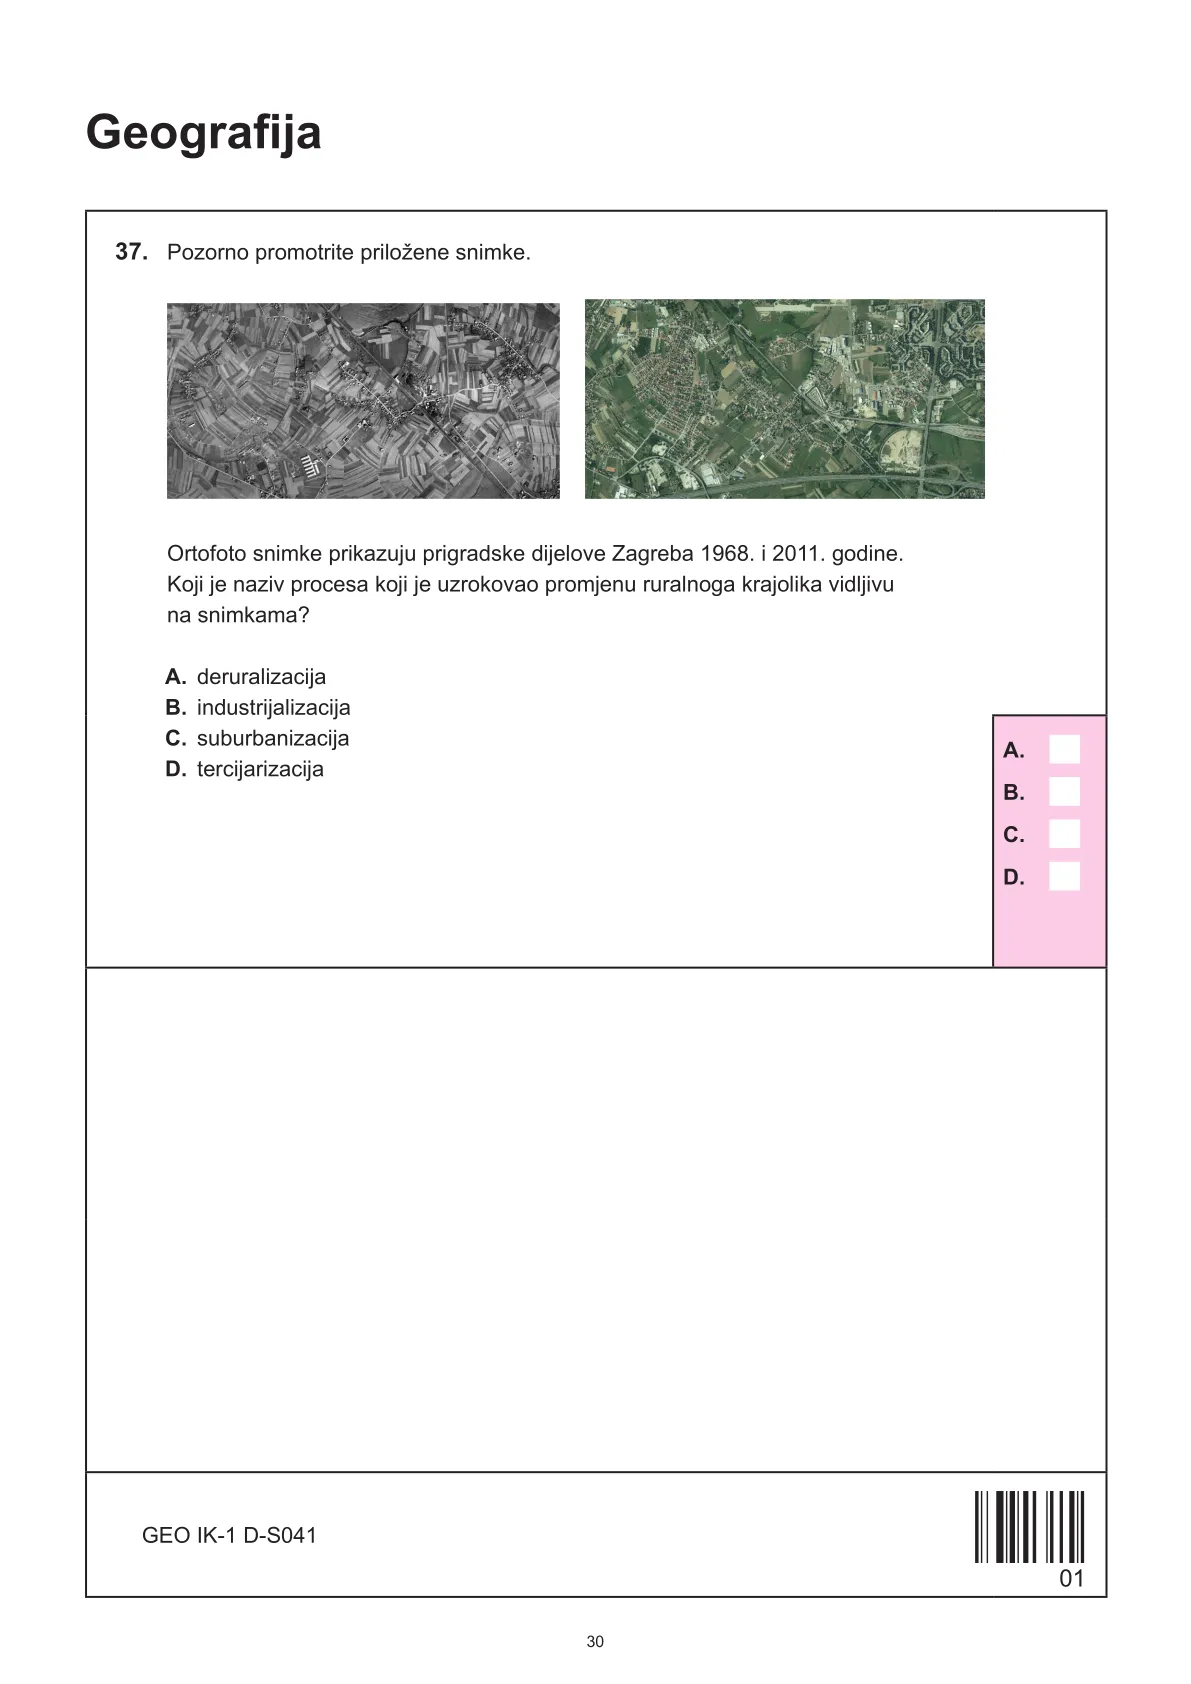 Geografija
37. Pozorno promotrite priložene snimke.
Ortofoto snimke prikazuju prigradske dijelove Zagreba 1968. i 2011. godine.
Koji je naziv procesa koji je uzrokovao promjenu ruralnoga krajolika vidljivu
na snimkama?
A. deruralizacija
B. industrijalizacija
C. suburbanizacija
D. tercijarizacija
A.
B.
C.
D.
GEO IK-1 D-S041
01
30